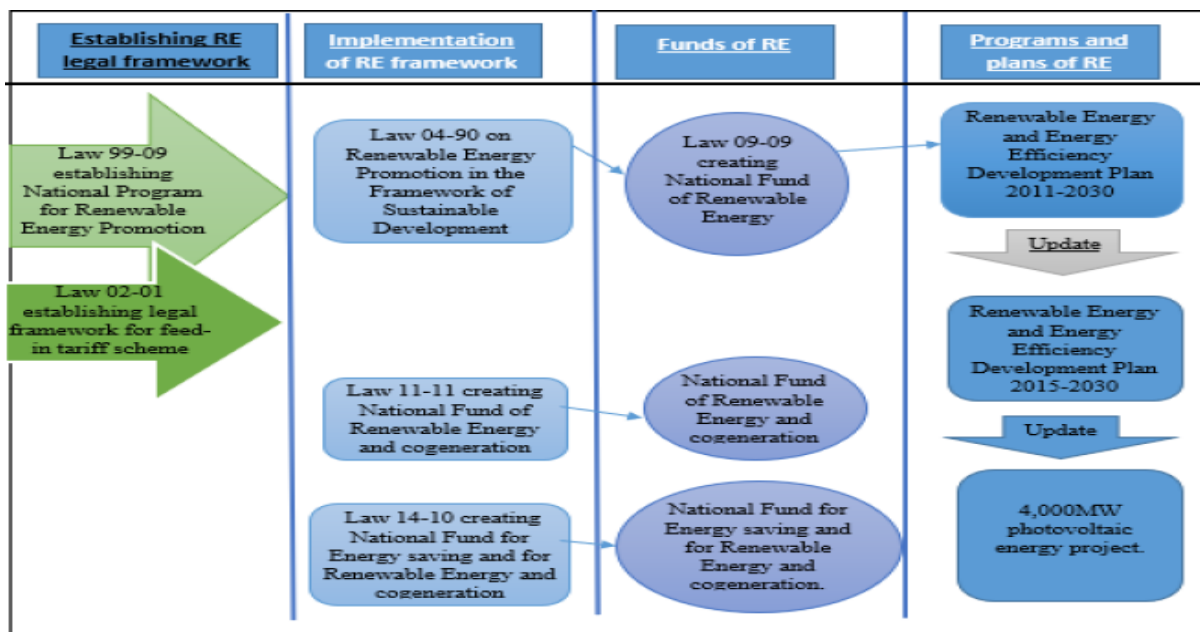 Establishing RE
legal framework
Implementation
of RE framework
Funds of RE
Programs and
plans of RE
Law 99-09
establishing
National Program
for Renewable
Energy Promotion
Law 02-01
establishing legal
framework for feed-
in tariff scheme
Law 04-90 on
Renewable Energy
Promotion in the
Framework of
Sustainable
Development
Law 11-11 creating
National Fund of
Renewable Energy
and cogeneration
Law 14-10 creating
National Fund for
Energy saving and for
Renewable Energy and
cogeneration
Law 09-09
creating
National Fund
of Renewable
Energy
National Fund
of Renewable
Energy and
cogeneration
National Fund for
Energy saving and
for Renewable
Energy and
cogeneration.
Renewable Energy
and Energy
Efficiency
Development Plan
2011-2030
Update
Renewable Energy
and Energy
Efficiency
Development Plan
2015-2030
Update
4,000MW
photovoltaic
energy project.